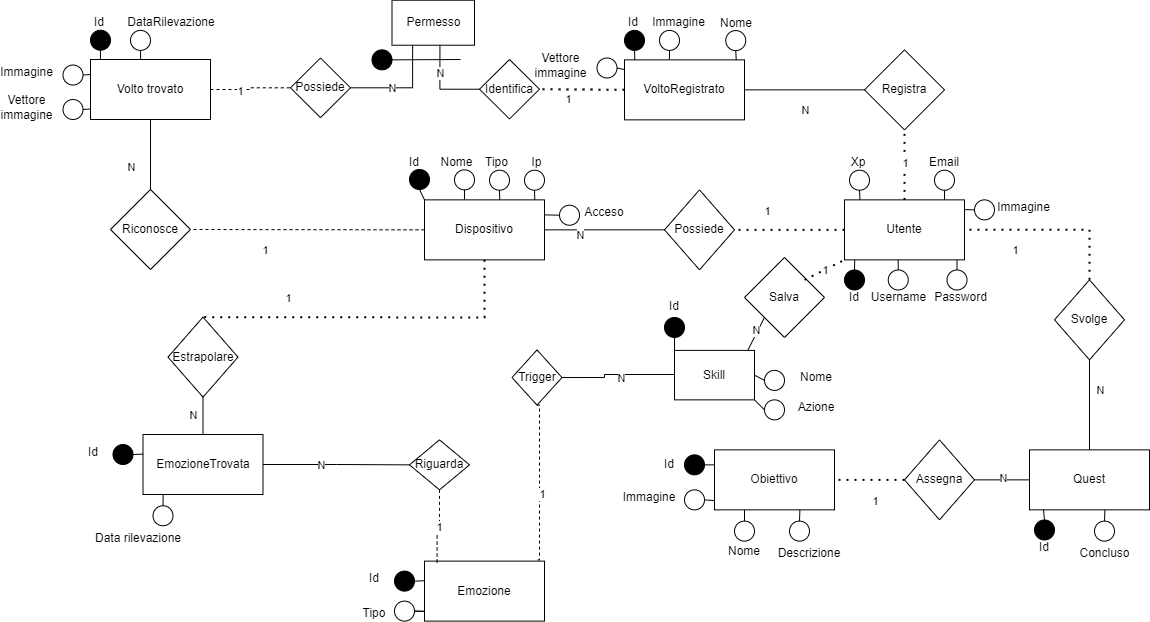 Permesso
Id
DataRilevazione
Id
Immagine
Nome
Immagine
Vettore
immagine
Volto trovato
1
Possiede
N
N
Identifica
1
Vettore
immagine
VoltoRegistrato
N
Registra
1
N
Riconosce
1
Id
Nome
Tipo
Ip
Acceso
Dispositivo
N
Possiede
1
Xp
Email
Immagine
Utente
1
Id
Username
Password
1
Salva
N
Svolge
N
1
Estrapolare
N
Id
Skill
Nome
Azione
Trigger
N
1
Id
EmozioneTrovata
Data rilevazione
N
Riguarda
1
Id
Tipo
Emozione
Id
Immagine
Obiettivo
Nome
Descrizione
1
Assegna
N
Quest
Id
Concluso